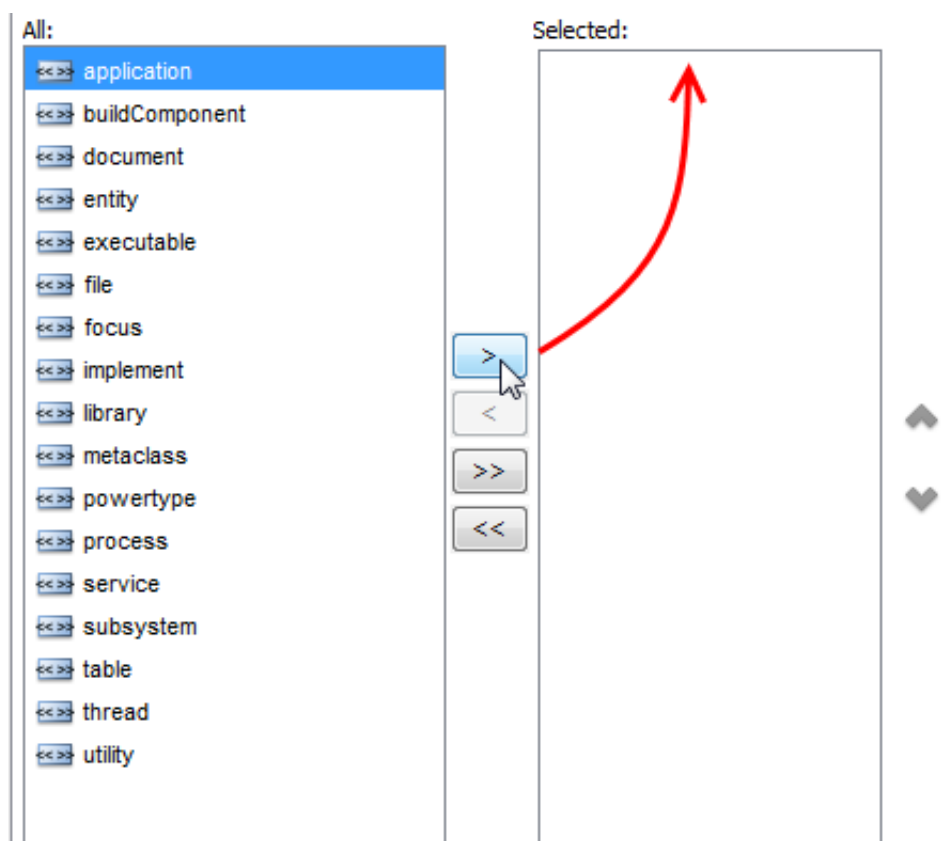 All:
Selected:
<<>> application
<<>> buildComponent
<<>> document
<<>> entity
<<>> executable
<<>> file
<<>> focus
<<>> implement
<<>> library
<<>> metaclass
<<>> powertype
<<>> process
<<>> service
<<>> subsystem
<<>> table
<<>> thread
<<>> utility
>
<
>>
<<